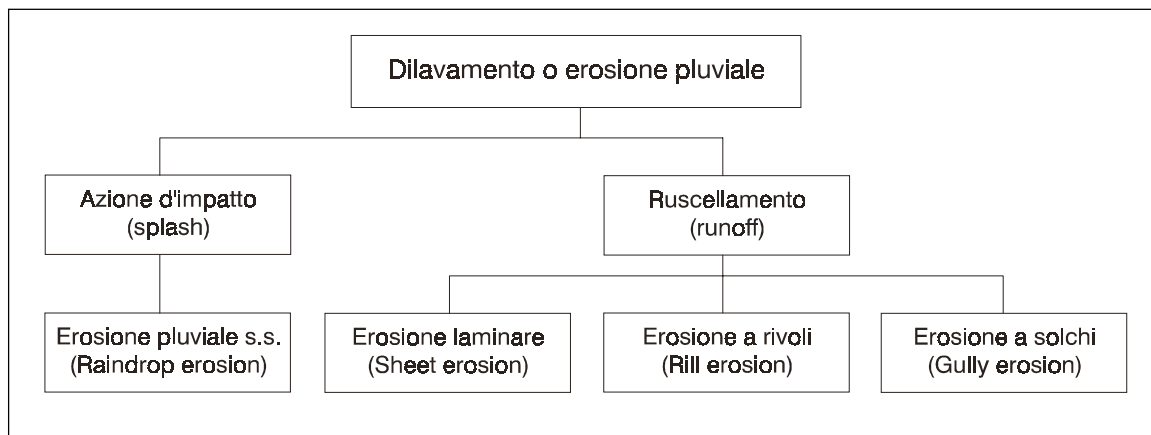 Dilavamento o erosione pluviale
Azione d'impatto
(splash)
Ruscellamento
(runoff)
Erosione pluviale s.s.
(Raindrop erosion)
Erosione laminare
(Sheet erosion)
Erosione a rivoli
(Rill erosion)
Erosione a solchi
(Gully erosion)